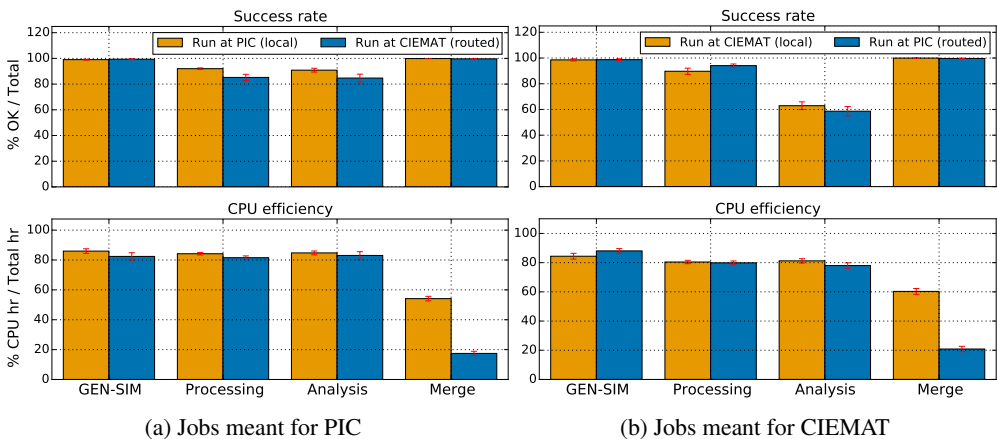 Success rate
% OK / Total
120
100
80
60
40
20
0
Run at PIC (local)
Run at CIEMAT (routed)
CPU efficiency
% CPU hr / Total hr
100
80
60
40
20
0
GEN-SIM Processing Analysis Merge
(a) Jobs meant for PIC
Success rate
120
100
80
60
40
20
0
Run at CIEMAT (local)
Run at PIC (routed)
CPU efficiency
100
80
60
40
20
0
GEN-SIM Processing Analysis Merge
(b) Jobs meant for CIEMAT